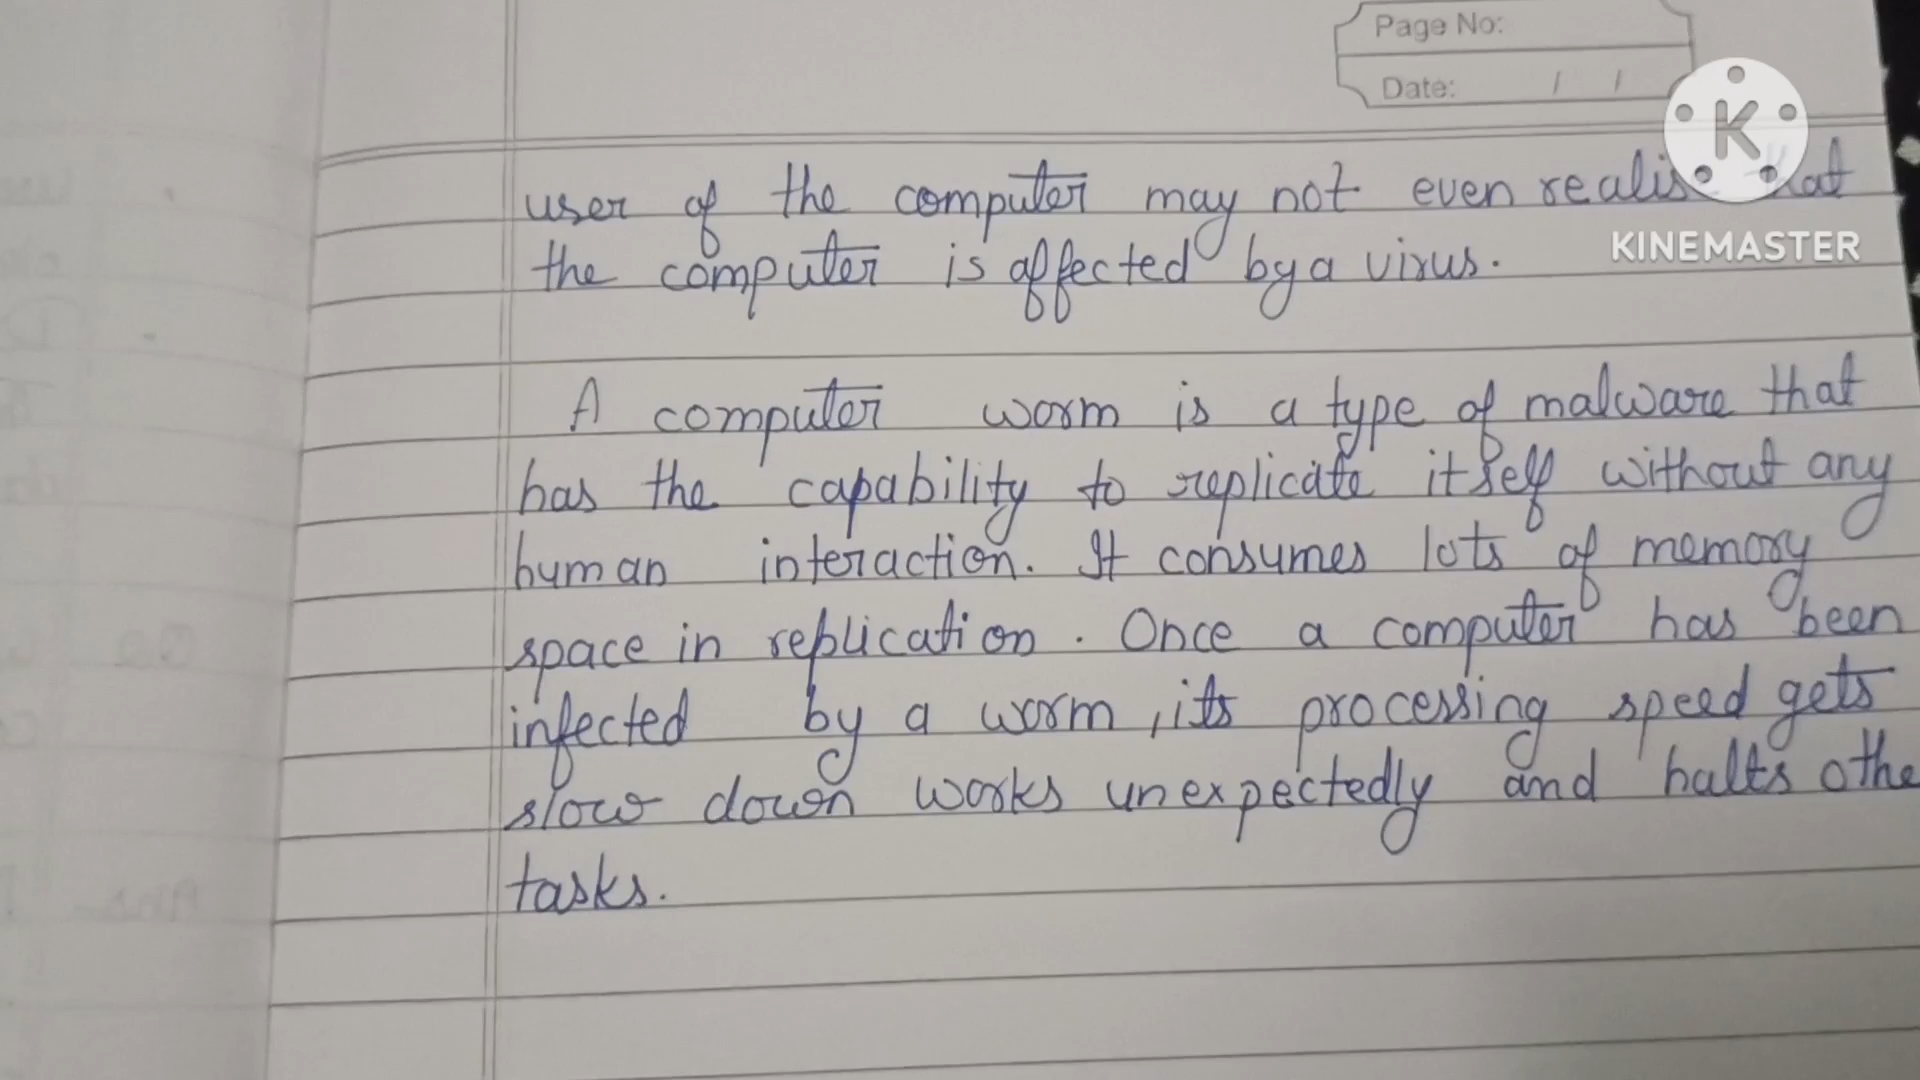 Page No:
Date: / /
K
user of the computer may not even realise that
KINEMASTER
the computer is affected by a virus.
A computer worm is a type of malware that
has the capability to replicate itself without any
human interaction. It consumes lots of memory
space in replication. Once a computer has been
infected by a worm, its processing speed gets
slow down works unexpectedly and halts othe
tasks.